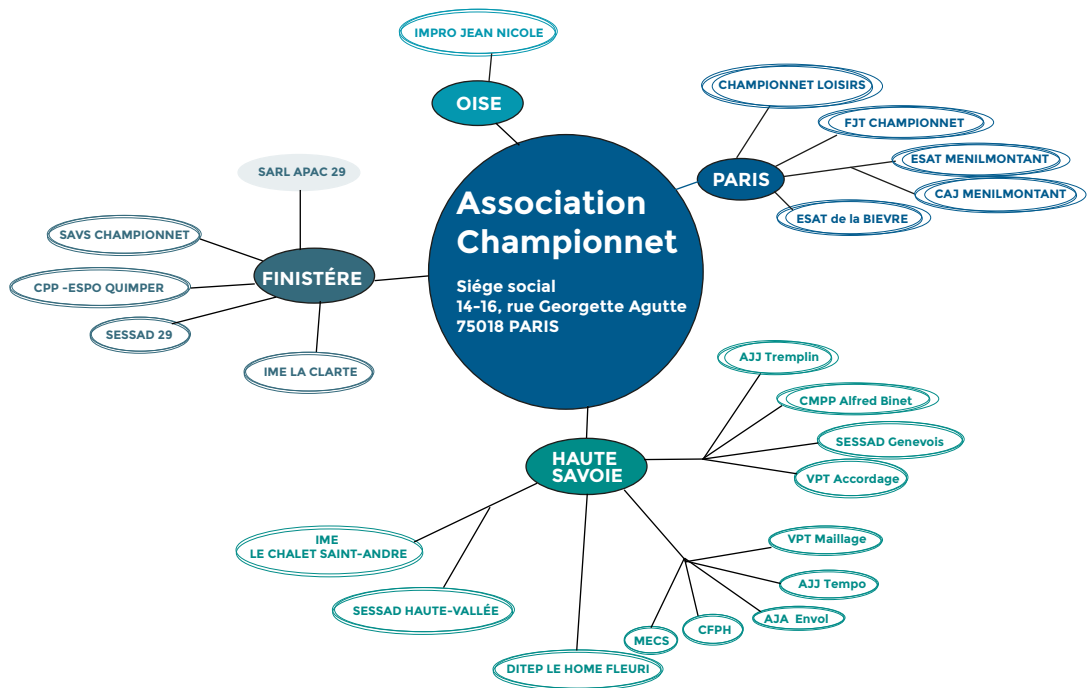 IMPRO JEAN NICOLE
OISE
CHAMPIONNET LOISIRS
FJT CHAMPIONNET
ESAT MENILMONTANT
PARIS
CAJ MENILMONTANT
ESAT de la BIEVRE
SARL APAC 29
SAVS CHAMPIONNET
FINISTÉRE
CPP -ESPO QUIMPER
SESSAD 29
IME LA CLARTE
Association
Championnet
Siége social
14-16, rue Georgette Agutte
75018 PARIS
AJJ Tremplin
CMPP Alfred Binet
SESSAD Genevois
VPT Accordage
HAUTE
SAVOIE
IME
LE CHALET SAINT-ANDRE
SESSAD HAUTE-VALLÉE
DITEP LE HOME FLEURI
MECS
CFPH
AJA Envol
AJJ Tempo
VPT Maillage